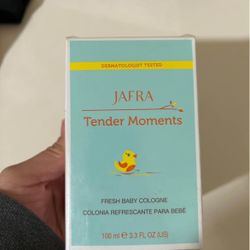 DERMATOLOGIST TESTED
JAFRA
Tender Moments
FRESH BABY COLOGNE
COLONIA REFRESCANTE PARA BEBÉ
100 ml ℮ 3.3 FL OZ (US)